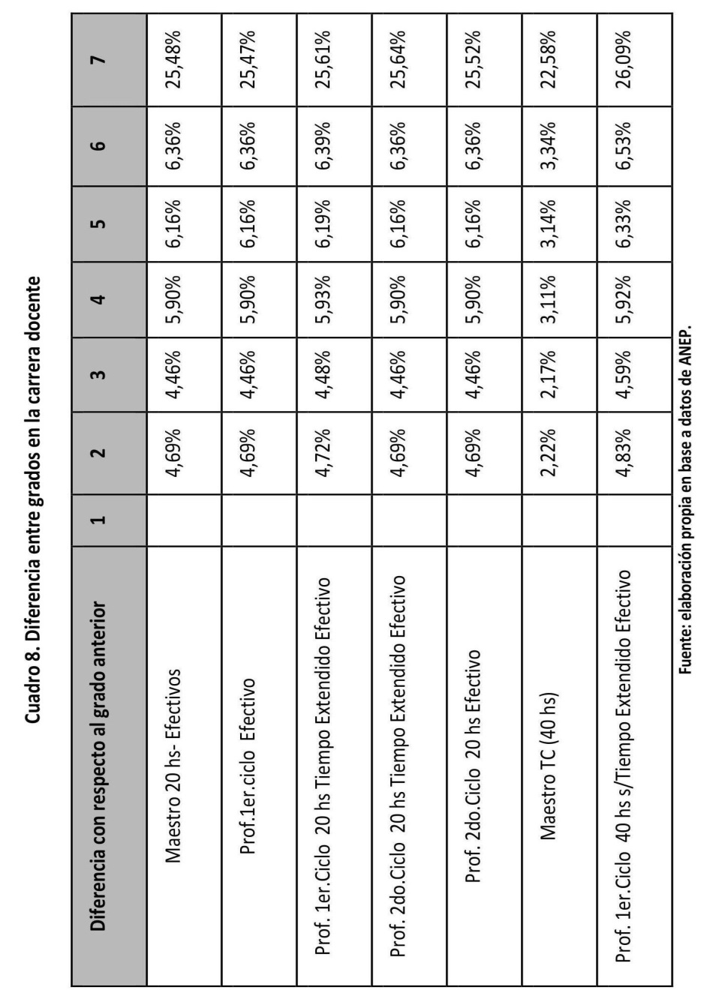 Cuadro 8. Diferencia entre grados en la carrera docente
Diferencia con respecto al grado anterior 1 2 3 4 5 6 7
Maestro 20 hs- Efectivos 4,69% 4,46% 5,90% 6,16% 6,36% 25,48%
Prof.1er.ciclo Efectivo 4,69% 4,46% 5,90% 6,16% 6,36% 25,47%
Prof. 1er.Ciclo 20 hs Tiempo Extendido Efectivo 4,72% 4,48% 5,93% 6,19% 6,39% 25,61%
Prof. 2do.Ciclo 20 hs Tiempo Extendido Efectivo 4,69% 4,46% 5,90% 6,16% 6,36% 25,64%
Prof. 2do.Ciclo 20 hs Efectivo 4,69% 4,46% 5,90% 6,16% 6,36% 25,52%
Maestro TC (40 hs) 2,22% 2,17% 3,11% 3,14% 3,34% 22,58%
Prof. 1er.Ciclo 40 hs s/Tiempo Extendido Efectivo 4,83% 4,59% 5,92% 6,33% 6,53% 26,09%
Fuente: elaboración propia en base a datos de ANEP.